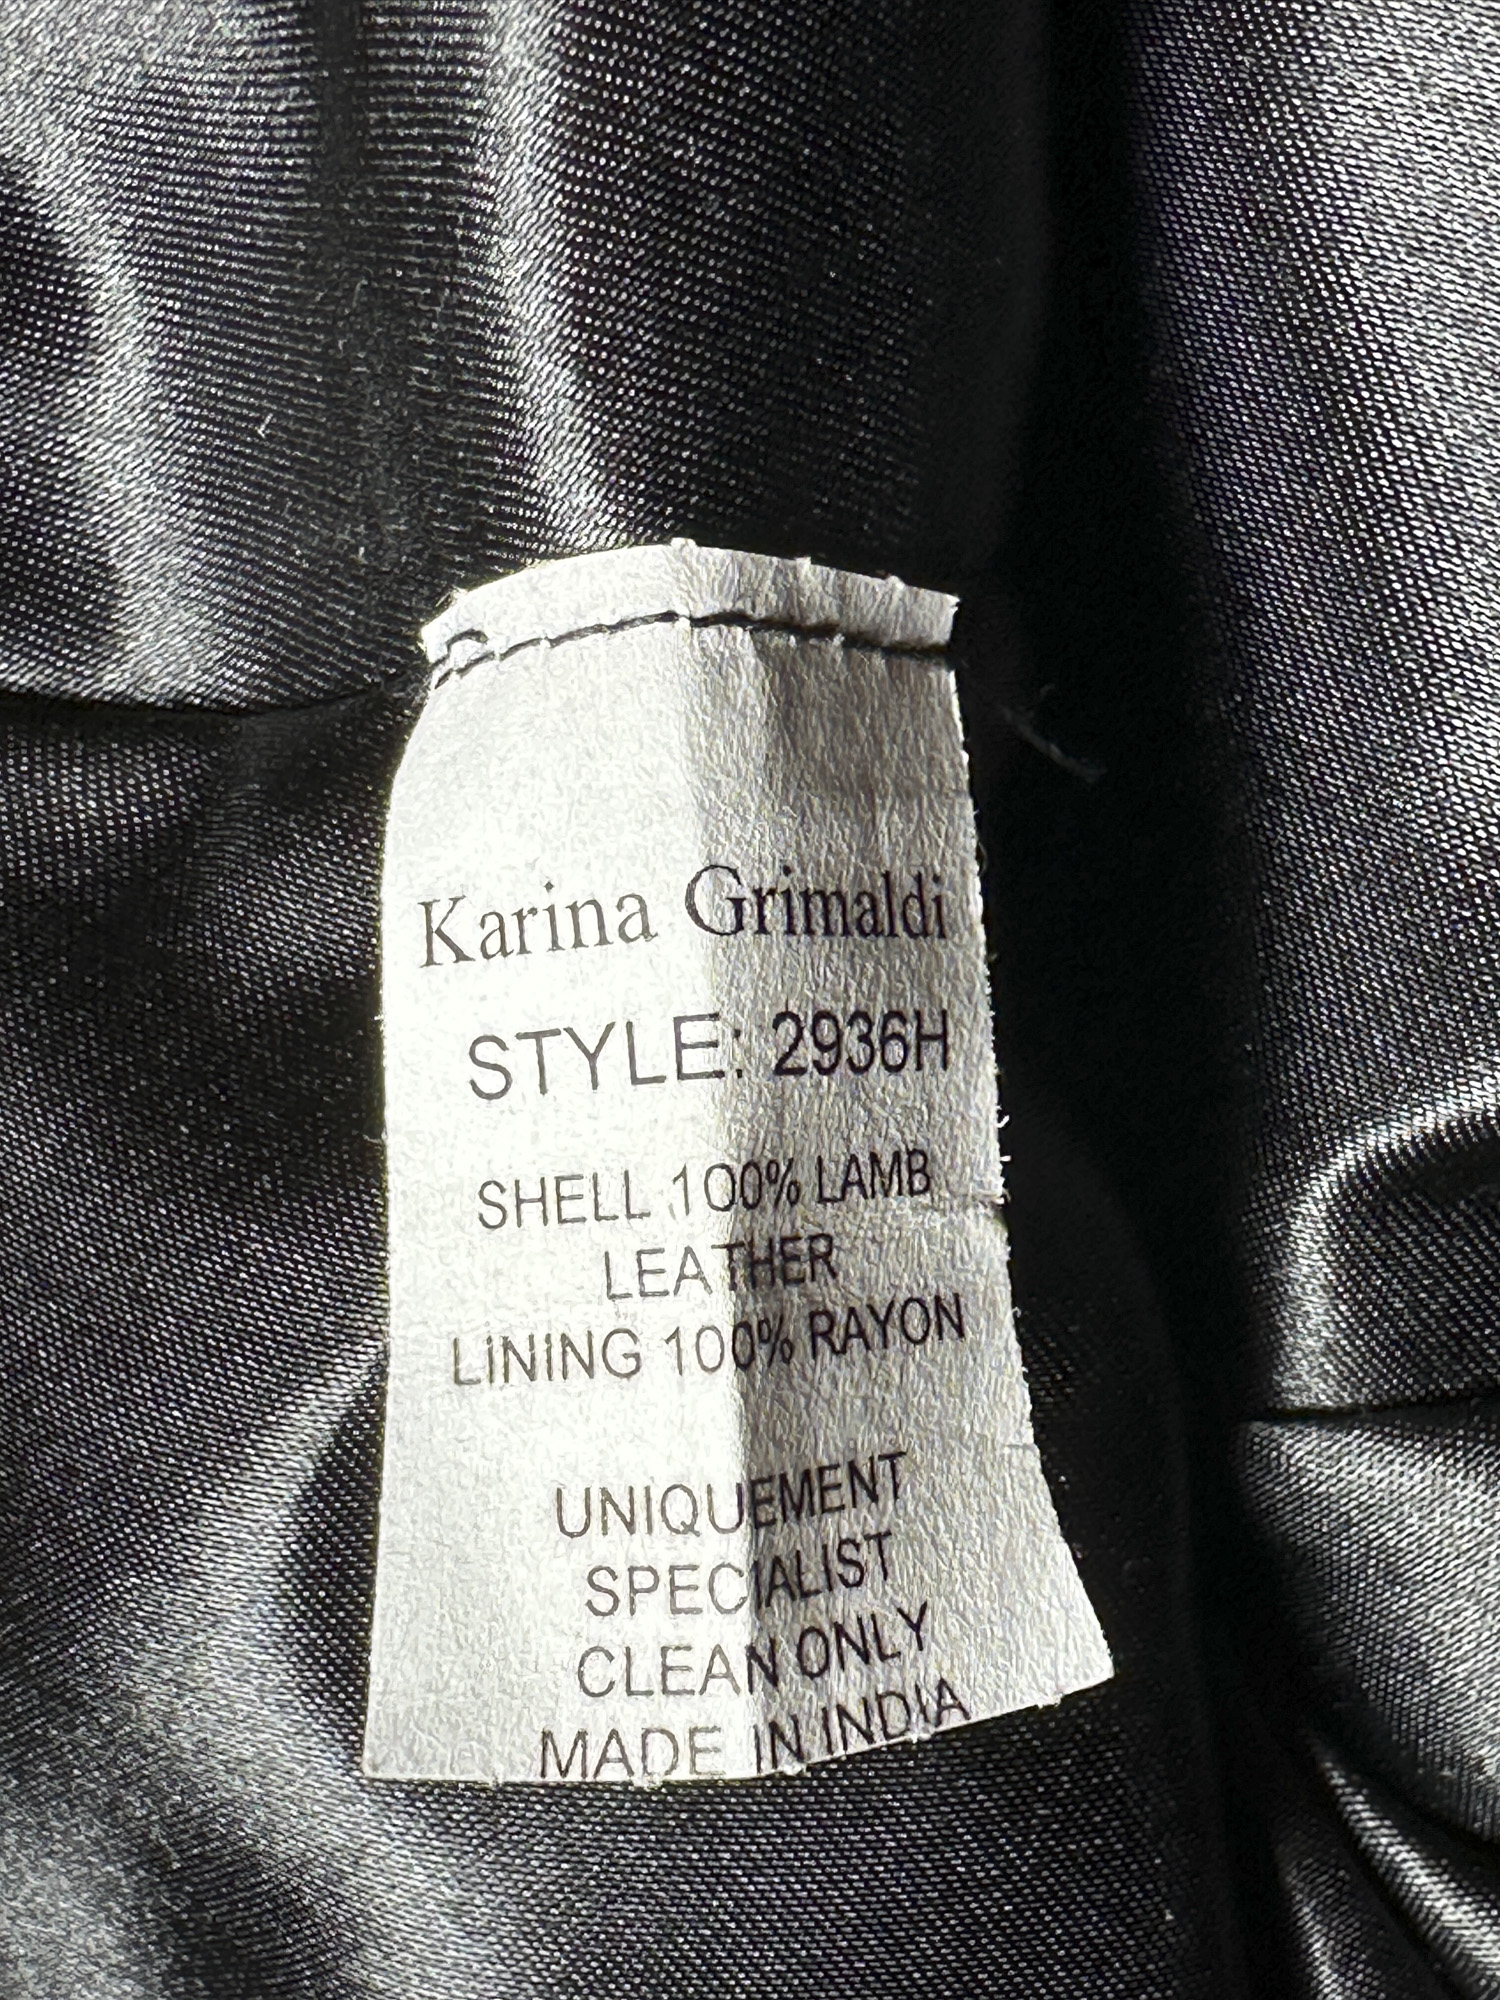 Karina Grimaldi
STYLE: 2936H
SHELL 100% LAMB
LEATHER
LINING 100% RAYON
UNIQUEMENT
SPECIALIST
CLEAN ONLY
MADE IN INDIA